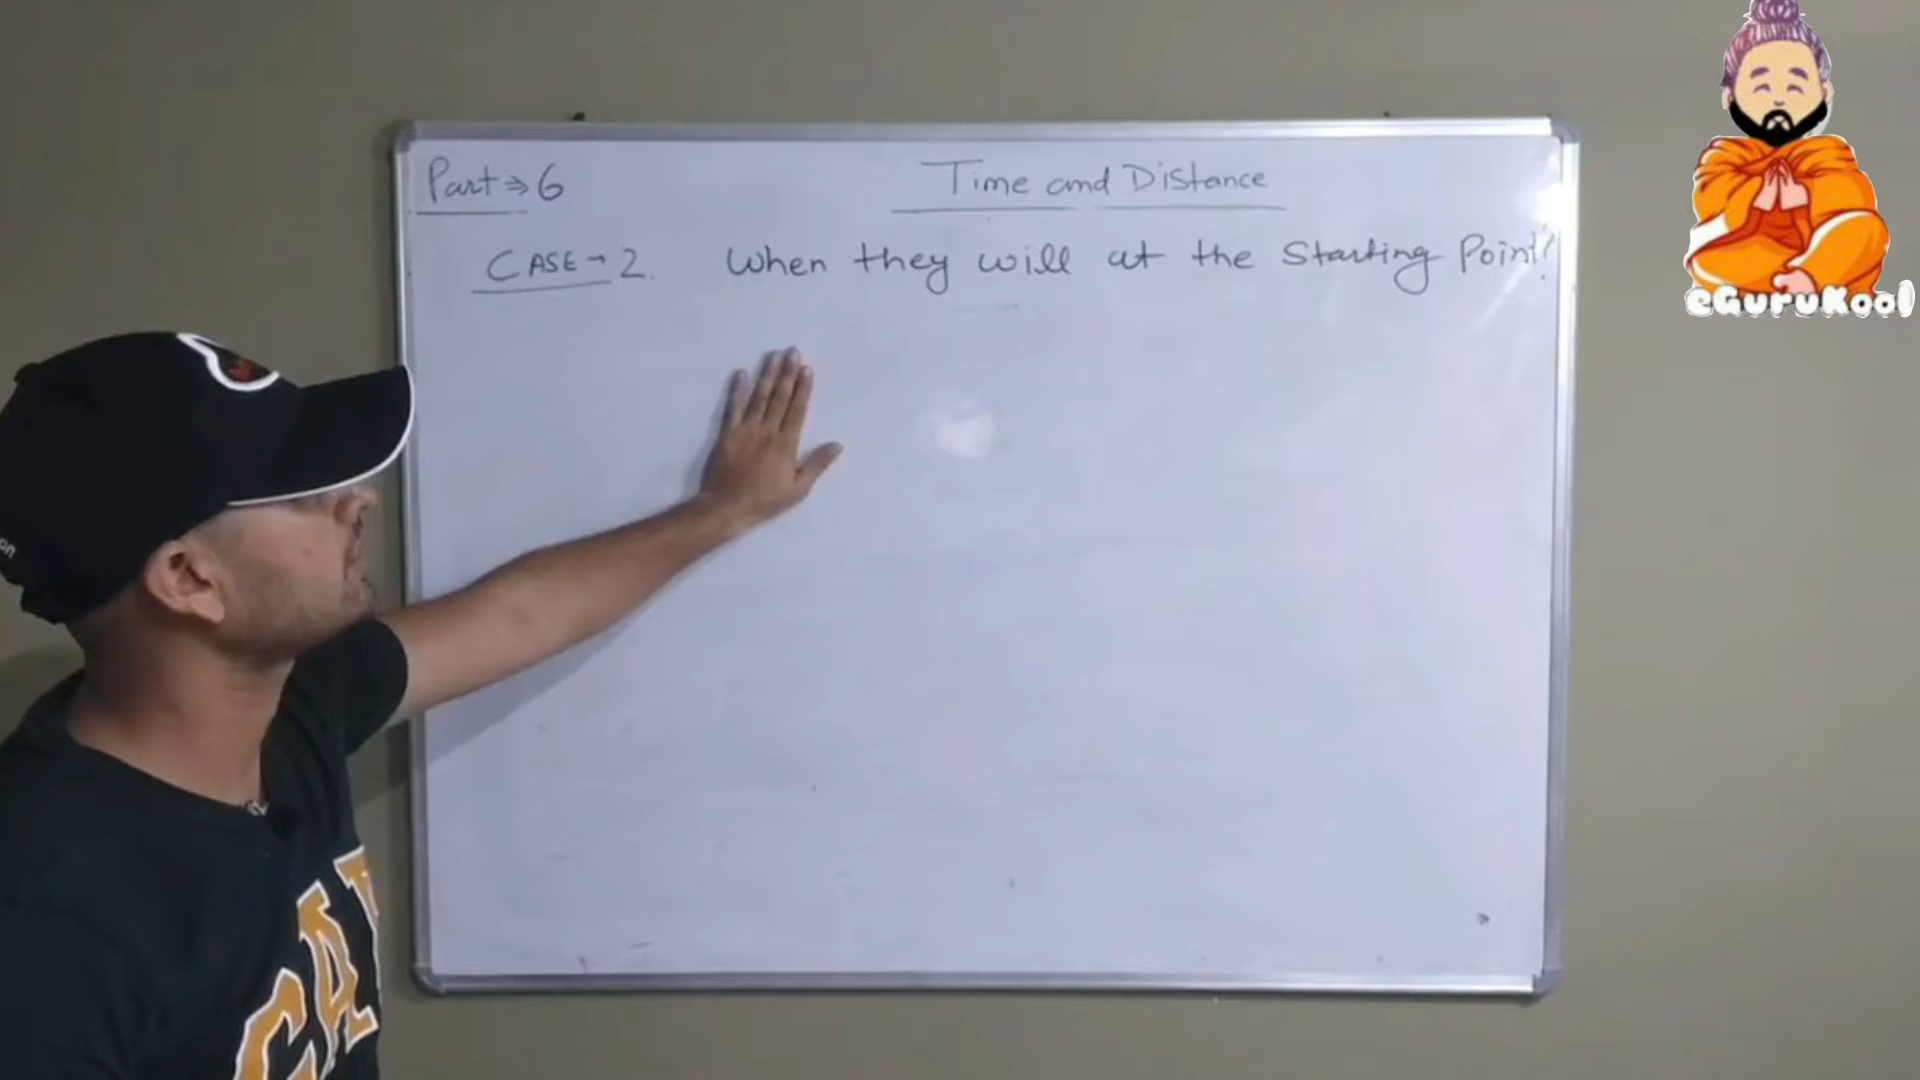 Part ⇒ 6
Time and Distance
CASE → 2. When they will at the Starting Point?
eGuruKool